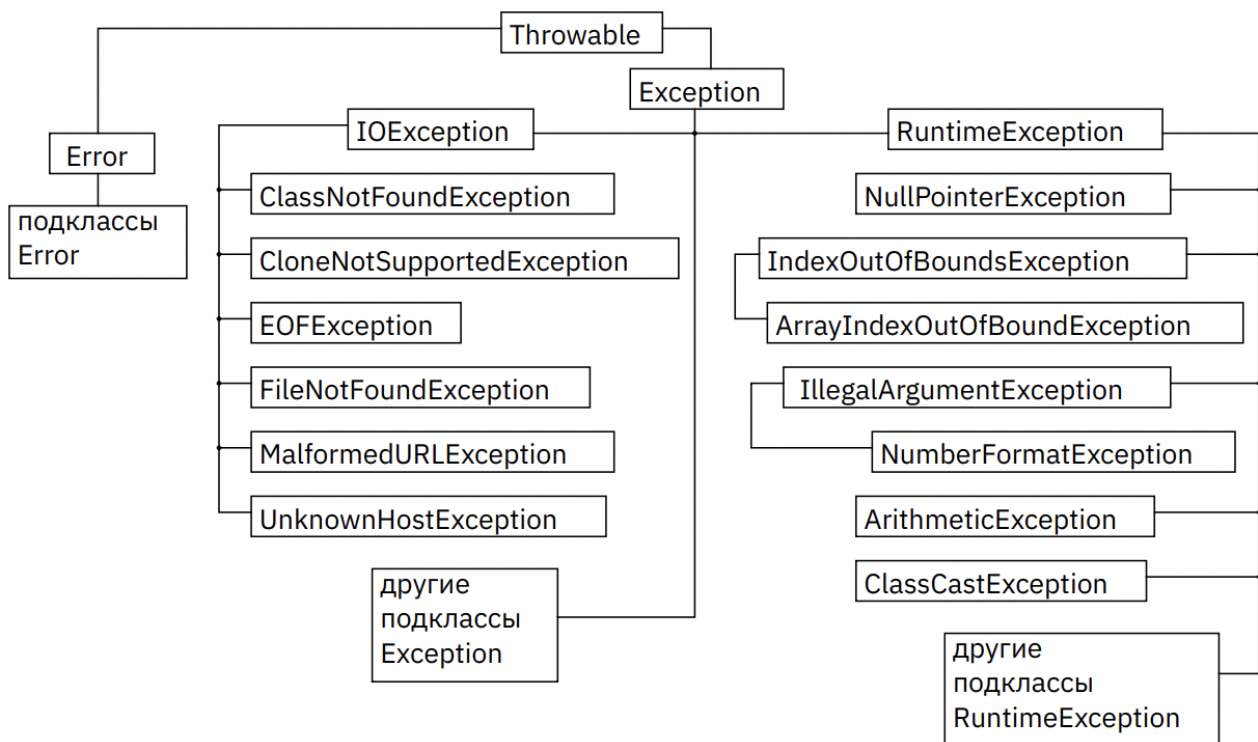 Throwable
Exception
IOException
RuntimeException
Error
ClassNotFoundException
NullPointerException
подклассы
Error
CloneNotSupportedException
IndexOutOfBoundsException
EOFException
ArrayIndexOutOfBoundException
FileNotFoundException
IllegalArgumentException
MalformedURLException
NumberFormatException
UnknownHostException
ArithmeticException
другие
подклассы
Exception
ClassCastException
другие
подклассы
RuntimeException